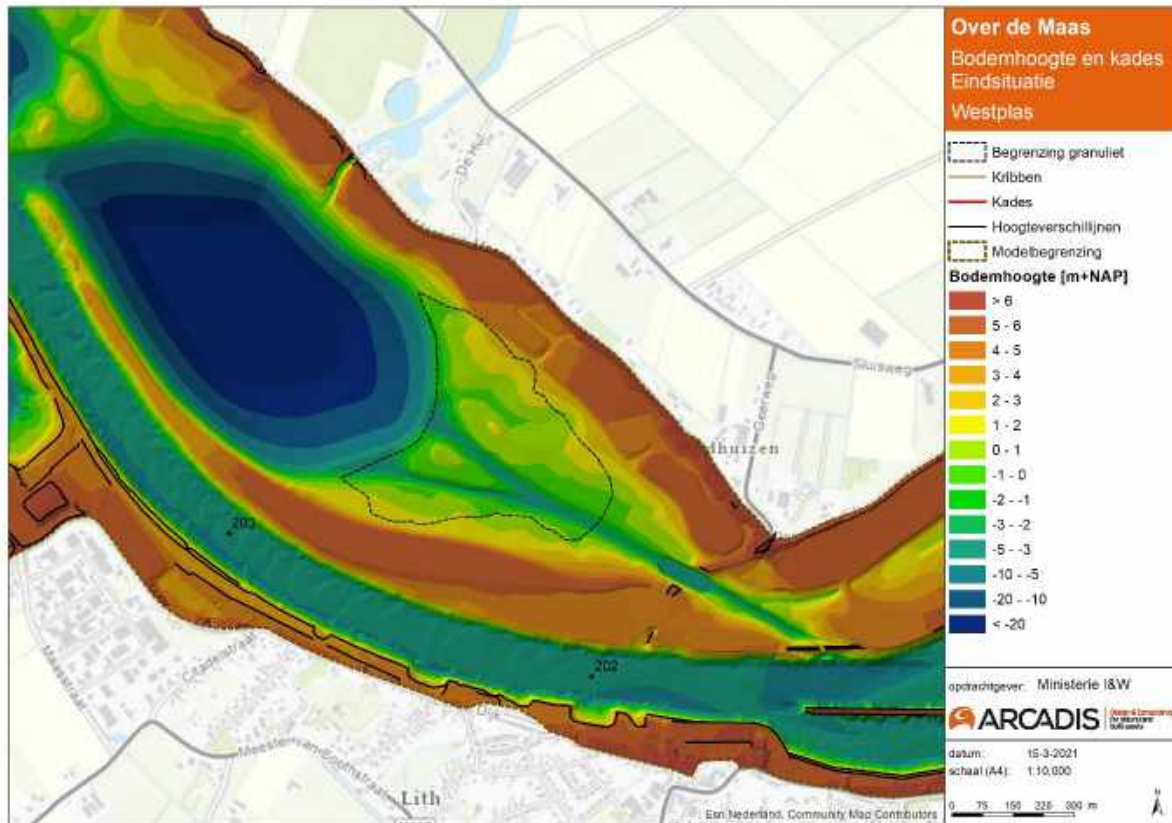 Over de Maas
Bodemhoogte en kades
Eindsituatie
Westplas
Begrenzing granuliet
Kribben
Kades
Hoogteverschillijnen
Modelbegrenzing
Bodemhoogte [m+NAP]
> 6
5 - 6
4 - 5
3 - 4
2 - 3
1 - 2
0 - 1
-1 - 0
-2 - -1
-3 - -2
-5 - -3
-10 - -5
-20 - -10
< -20
opdrachtgever: Ministerie I&W
ARCADIS
datum: 15-3-2021
schaal (A4): 1:10,000
0 75 150 220 300 m
N
Sluisweg
dhuizen
203
202
Lith
Esri Nederland, Community Map Contributors